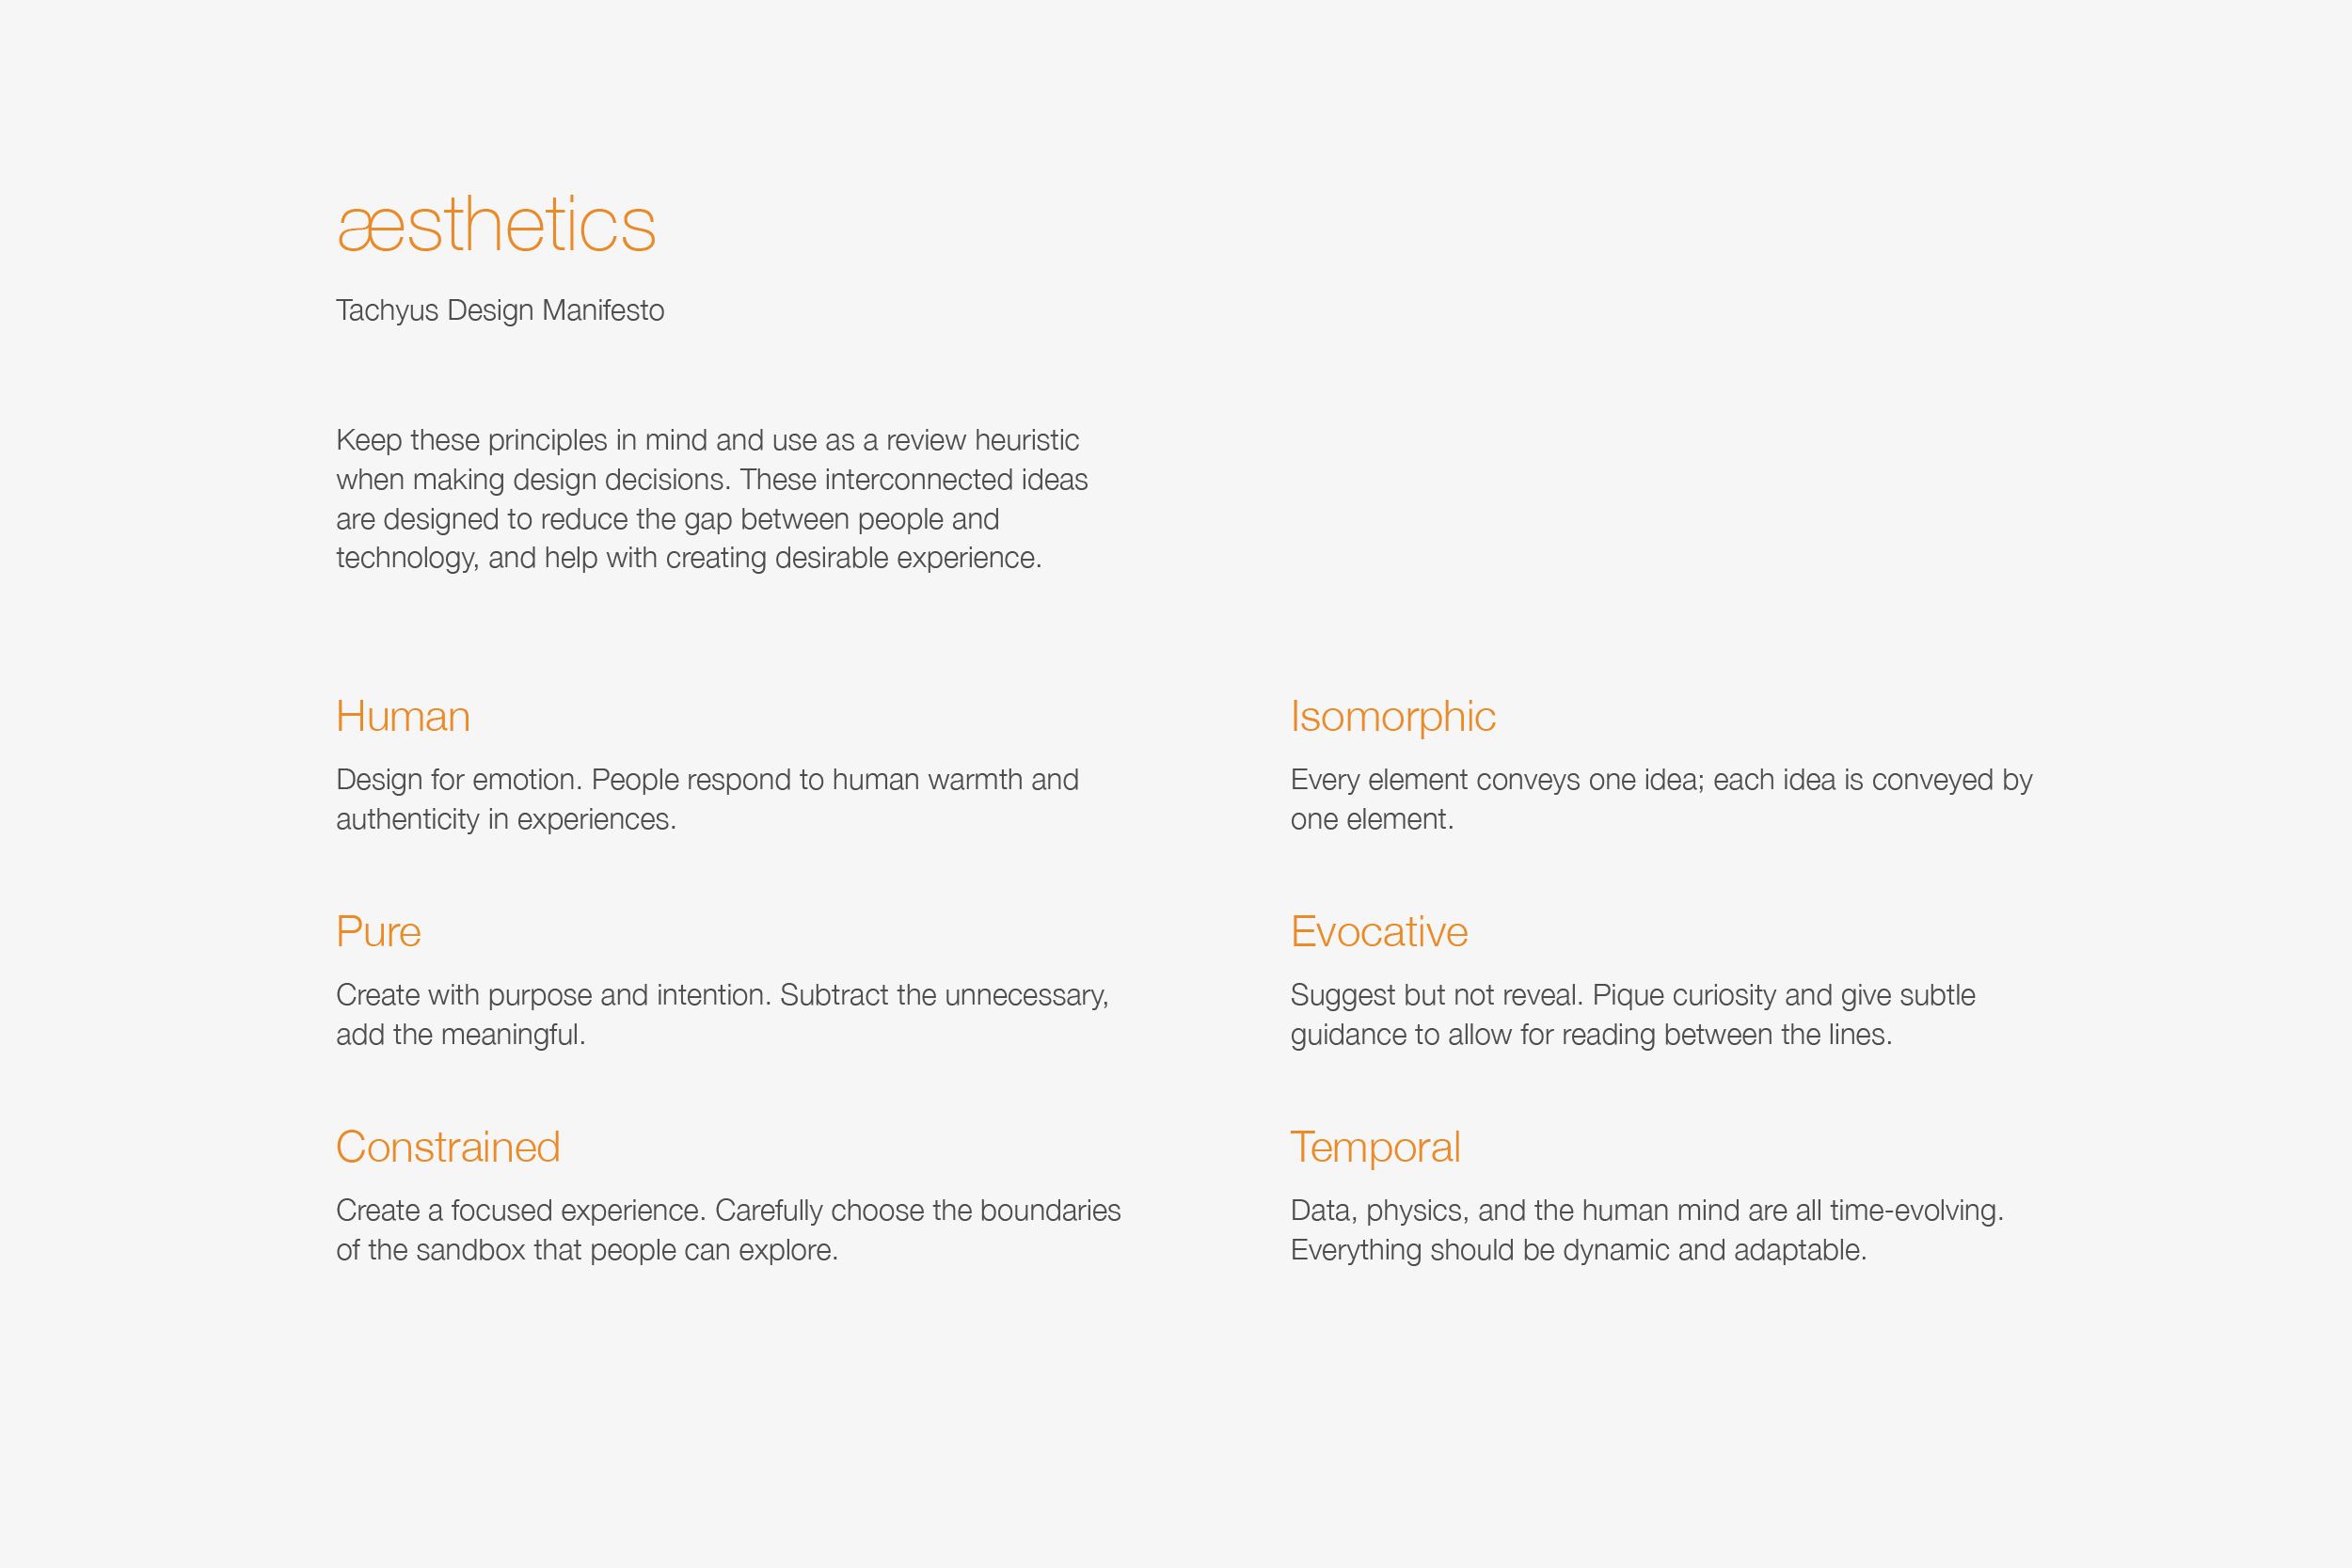 æsthetics
Tachyus Design Manifesto
Keep these principles in mind and use as a review heuristic
when making design decisions. These interconnected ideas
are designed to reduce the gap between people and
technology, and help with creating desirable experience.
Human
Design for emotion. People respond to human warmth and
authenticity in experiences.
Isomorphic
Every element conveys one idea; each idea is conveyed by
one element.
Pure
Create with purpose and intention. Subtract the unnecessary,
add the meaningful.
Evocative
Suggest but not reveal. Pique curiosity and give subtle
guidance to allow for reading between the lines.
Constrained
Create a focused experience. Carefully choose the boundaries
of the sandbox that people can explore.
Temporal
Data, physics, and the human mind are all time-evolving.
Everything should be dynamic and adaptable.